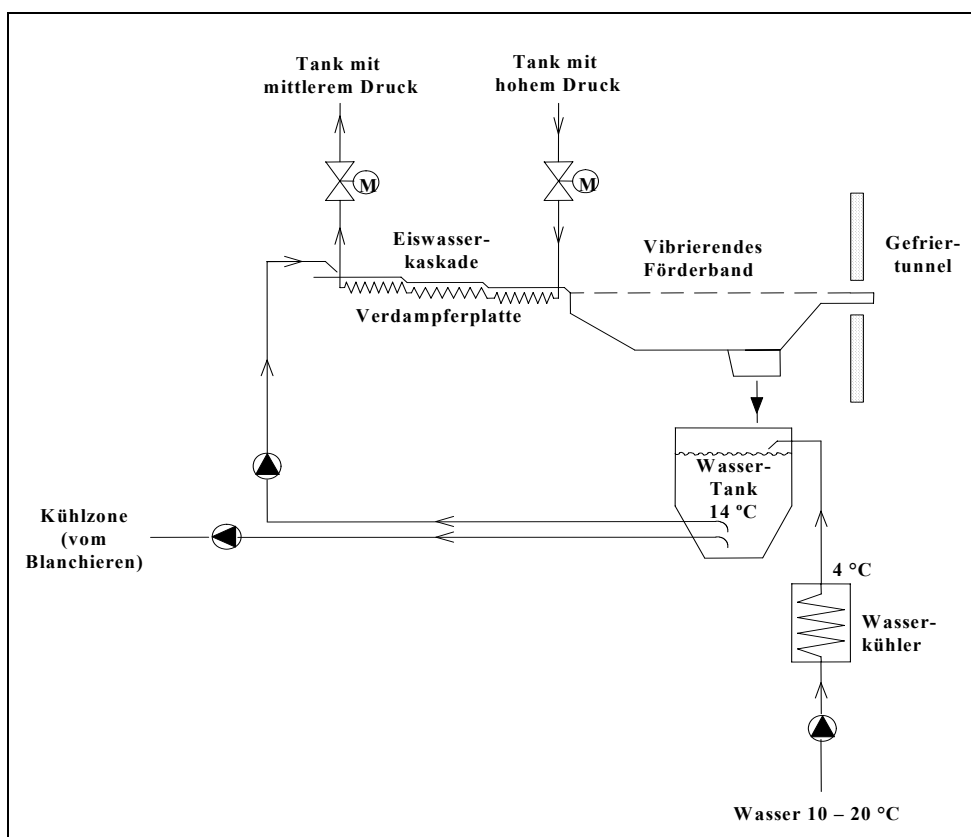 Tank mit
mittlerem Druck
Tank mit
hohem Druck
M
M
Eiswasser-
kaskade
Vibrierendes
Förderband
Gefrier-
tunnel
Verdampferplatte
Wasser-
Tank
14 °C
Kühlzone
(vom
Blanchieren)
4 °C
Wasser-
kühler
Wasser 10 – 20 °C